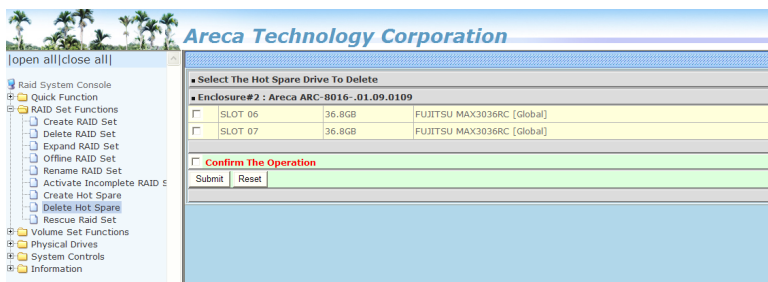 Areca Technology Corporation
|open all|close all|
Raid System Console
Quick Function
RAID Set Functions
Create RAID Set
Delete RAID Set
Expand RAID Set
Offline RAID Set
Rename RAID Set
Activate Incomplete RAID S
Create Hot Spare
Delete Hot Spare
Rescue Raid Set
Volume Set Functions
Physical Drives
System Controls
Information
Select The Hot Spare Drive To Delete
Enclosure#2 : Areca ARC-8016-.01.09.0109
SLOT 06 36.8GB FUJITSU MAX3036RC [Global]
SLOT 07 36.8GB FUJITSU MAX3036RC [Global]
Confirm The Operation
Submit Reset